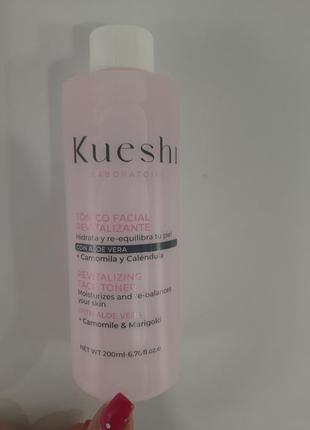 Kueshi
LABORATOIRE
TÓNICO FACIAL
REVITALIZANTE
Hidrata y re-equilibra tu piel
CON ALOE VERA
+ Camomila y Caléndula
REVITALIZING
FACE TONER
Moisturizes and re-balances
your skin
WITH ALOE VERA
+ Camomile & Marigold
NET WT 200ml-6.76 fl.oz.e